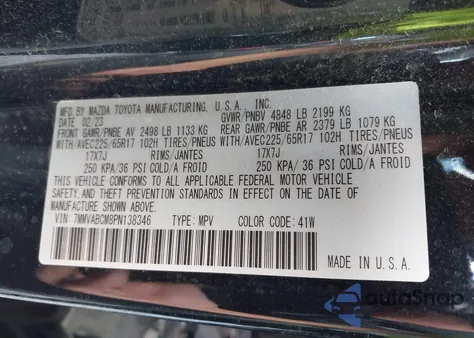 MFD. BY MAZDA TOYOTA MANUFACTURING, U.S.A., INC.
DATE 02/23 GVWR/PNBV 4848 LB 2199 KG
FRONT GAWR/PNBE AV 2498 LB 1133 KG REAR GAWR/PNBE AR 2379 LB 1079 KG
WITH/AVEC225/65R17 102H TIRES/PNEUS WITH/AVEC225/65R17 102H TIRES/PNEUS
17X7J RIMS/JANTES 17X7J RIMS/JANTES
250 KPA/36 PSI COLD/A FROID 250 KPA/36 PSI COLD/A FROID
THIS VEHICLE CONFORMS TO ALL APPLICABLE FEDERAL MOTOR VEHICLE
SAFETY, AND THEFT PREVENTION STANDARDS IN EFFECT ON THE DATE OF
MANUFACTURE SHOWN ABOVE.
VIN: 7MMVABCM8PN138346 TYPE: MPV COLOR CODE: 41W
MADE IN U.S.A.
AutoSnap